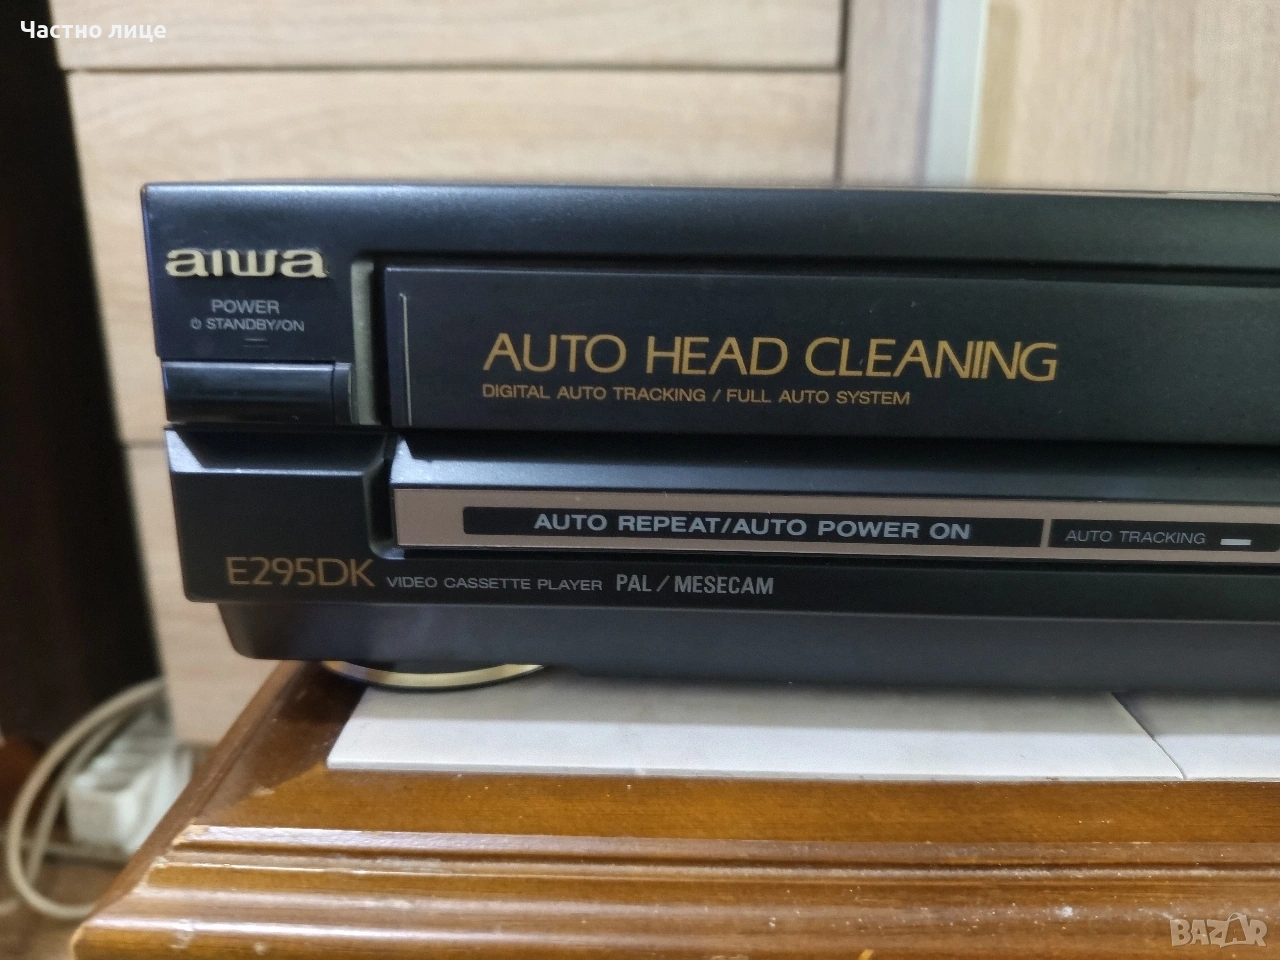 Частно лице
aiwa
POWER
⏻ STANDBY/ON
AUTO HEAD CLEANING
DIGITAL AUTO TRACKING / FULL AUTO SYSTEM
AUTO REPEAT/AUTO POWER ON
AUTO TRACKING
E295DK VIDEO CASSETTE PLAYER PAL / MESECAM
BAZAR